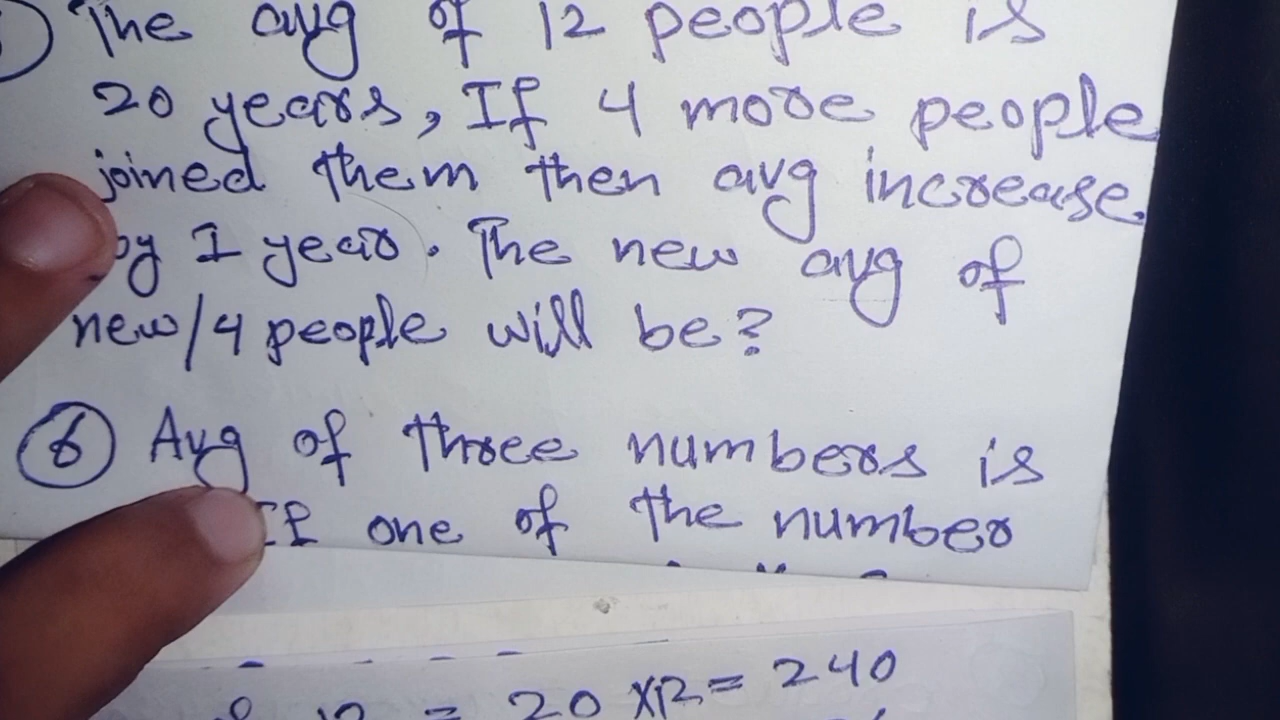 The avg of 12 people is
20 years, If 4 more people
joined them then avg increase
by 1 year. The new avg of
new/4 people will be?
6 Avg of three numbers is
If one of the number
= 20 x12 = 240